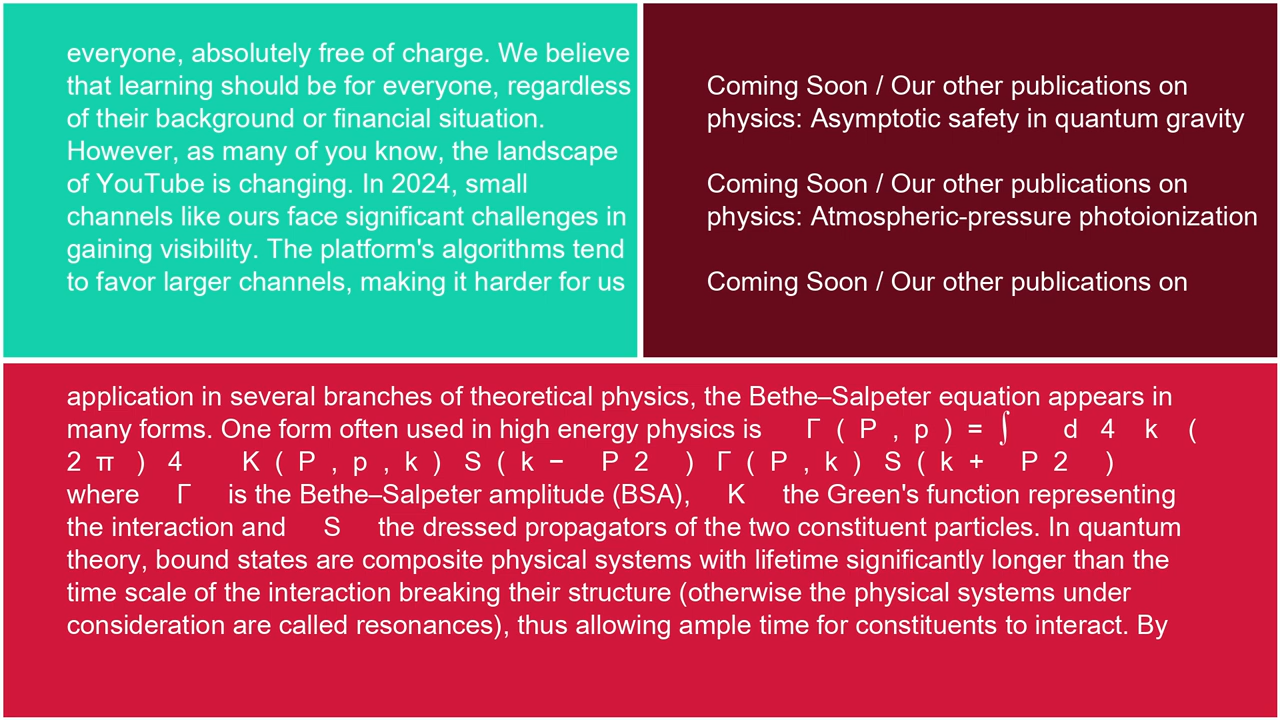 everyone, absolutely free of charge. We believe
that learning should be for everyone, regardless
of their background or financial situation.
However, as many of you know, the landscape
of YouTube is changing. In 2024, small
channels like ours face significant challenges in
gaining visibility. The platform's algorithms tend
to favor larger channels, making it harder for us
Coming Soon / Our other publications on
physics: Asymptotic safety in quantum gravity
Coming Soon / Our other publications on
physics: Atmospheric-pressure photoionization
Coming Soon / Our other publications on
application in several branches of theoretical physics, the Bethe–Salpeter equation appears in
many forms. One form often used in high energy physics is Γ ( P , p ) = ∫ d 4 k (
2 π ) 4 K ( P , p , k ) S ( k − P 2 ) Γ ( P , k ) S ( k + P 2 )
where Γ is the Bethe–Salpeter amplitude (BSA), K the Green's function representing
the interaction and S the dressed propagators of the two constituent particles. In quantum
theory, bound states are composite physical systems with lifetime significantly longer than the
time scale of the interaction breaking their structure (otherwise the physical systems under
consideration are called resonances), thus allowing ample time for constituents to interact. By